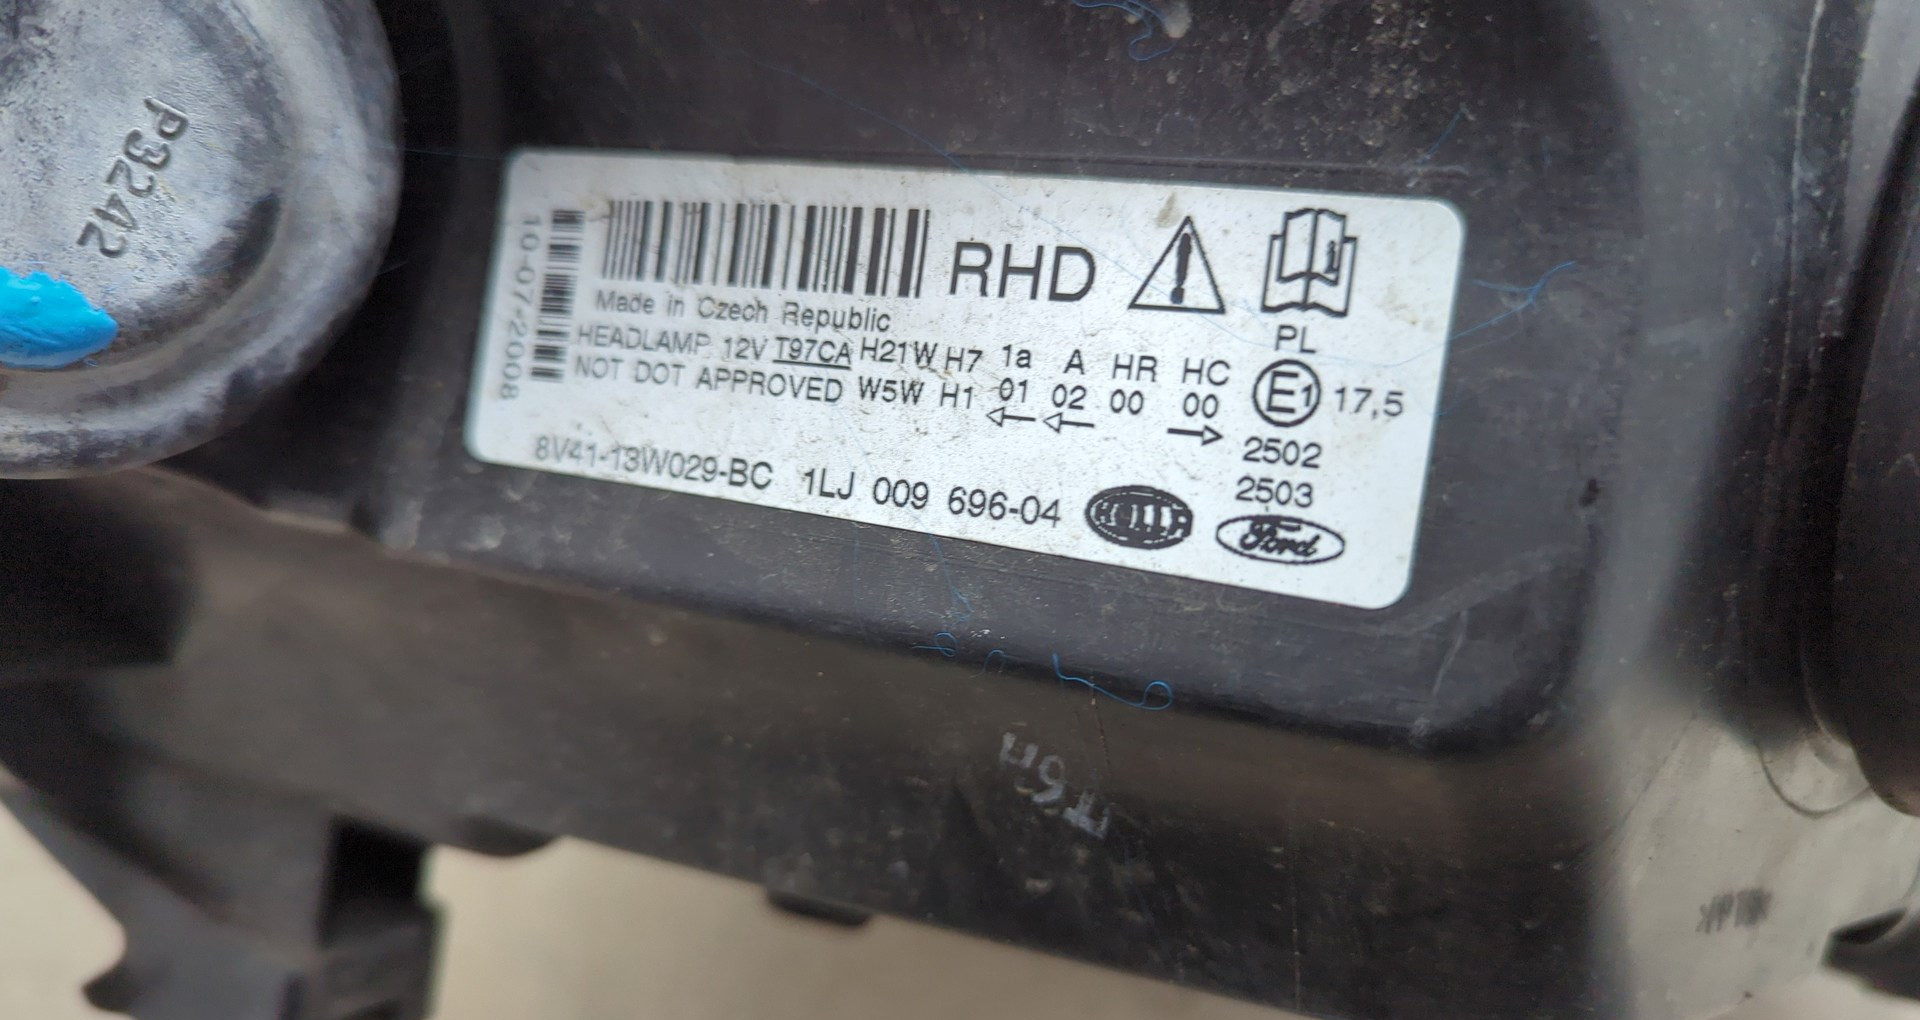 P3242
10-07-2008
RHD
Made in Czech Republic
HEADLAMP 12V T97CA H21W H7 1a A HR HC PL
NOT DOT APPROVED W5W H1 01 02 00 00 E1 17,5
← ← → 2502
8V41-13W029-BC 1LJ 009 696-04 2503
Ford